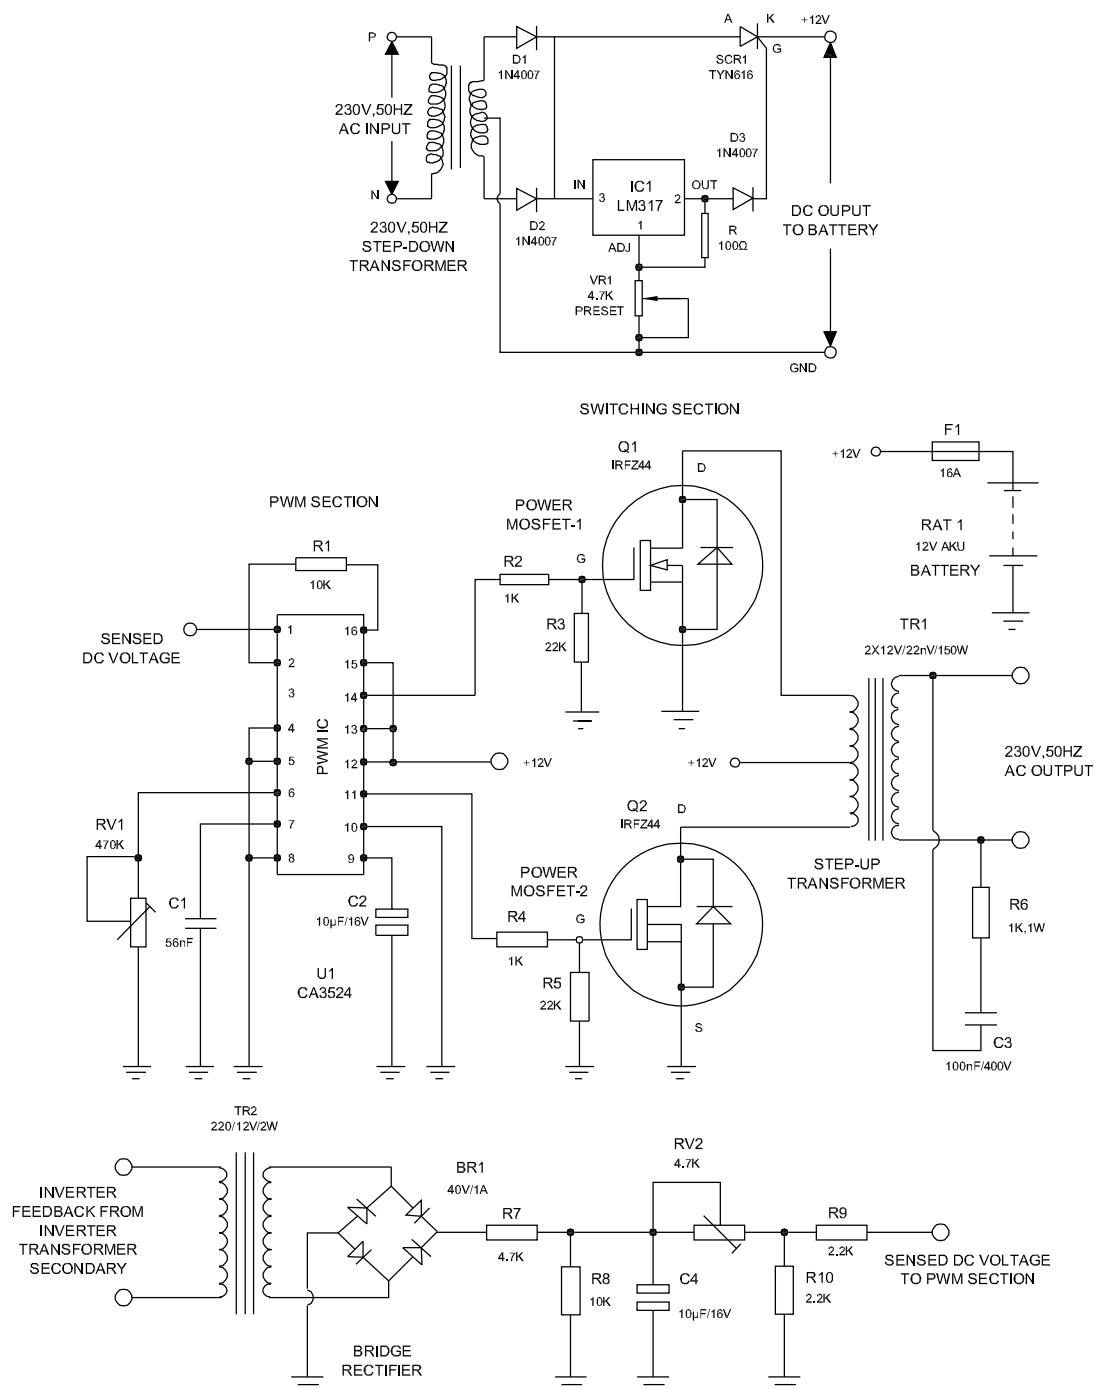 A K +12V
P
G
D1
1N4007
SCR1
TYN616
230V,50HZ
AC INPUT
D3
1N4007
IN
3
IC1
LM317
2
OUT
1
N
D2
1N4007
ADJ
R
100Ω
DC OUPUT
TO BATTERY
230V,50HZ
STEP-DOWN
TRANSFORMER
VR1
4.7K
PRESET
GND
SWITCHING SECTION
Q1
IRFZ44
D
F1
+12V
16A
PWM SECTION
POWER
MOSFET-1
RAT 1
12V AKU
BATTERY
R1
10K
R2
1K
G
SENSED
DC VOLTAGE
R3
22K
TR1
2X12V/22nV/150W
1
2
3
4
5
6
7
8
PWM IC
16
15
14
13
12
11
10
9
+12V
+12V
230V,50HZ
AC OUTPUT
RV1
470K
Q2
IRFZ44
D
STEP-UP
TRANSFORMER
POWER
MOSFET-2
C1
56nF
C2
10µF/16V
R4
1K
G
R6
1K,1W
U1
CA3524
R5
22K
S
C3
100nF/400V
TR2
220/12V/2W
INVERTER
FEEDBACK FROM
INVERTER
TRANSFORMER
SECONDARY
BR1
40V/1A
RV2
4.7K
R7
4.7K
R9
2.2K
R8
10K
C4
10µF/16V
R10
2.2K
SENSED DC VOLTAGE
TO PWM SECTION
BRIDGE
RECTIFIER